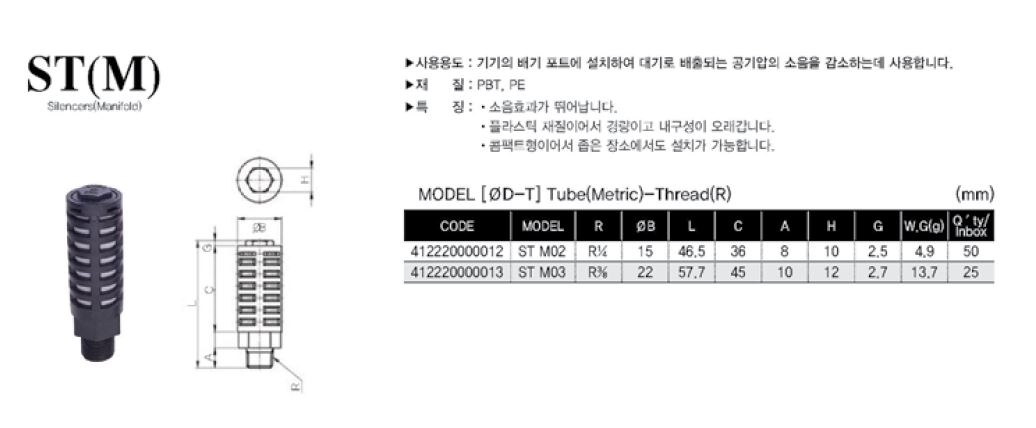 ST(M)
Silencers(Manifold)
▶사용용도 : 기기의 배기 포트에 설치하여 대기로 배출되는 공기압의 소음을 감소하는데 사용합니다.
▶재 질 : PBT, PE
▶특 징 : · 소음효과가 뛰어납니다.
· 플라스틱 재질이어서 경량이고 내구성이 오래갑니다.
· 콤팩트형이어서 좁은 장소에서도 설치가 가능합니다.
MODEL [ØD-T] Tube(Metric)-Thread(R) (mm)
CODE MODEL R ØB L C A H G W.G(g) Q´ty/Inbox
412220000012 ST M02 R¼ 15 46.5 36 8 10 2.5 4.9 50
412220000013 ST M03 R⅜ 22 57.7 45 10 12 2.7 13.7 25
H
ØB
G
C
L
A
R